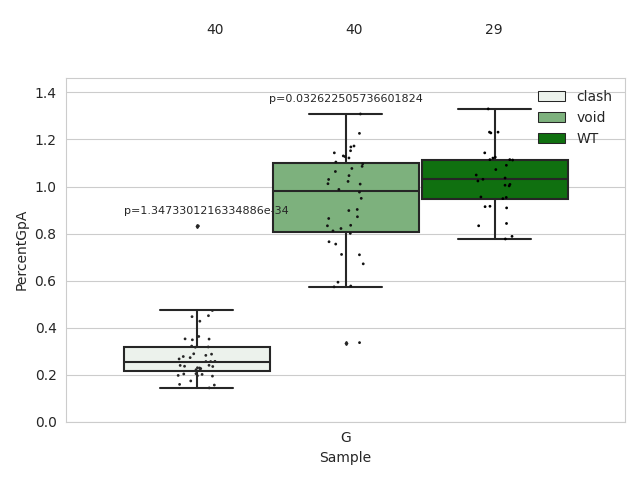 40 40 29
1.4
1.2
1.0
0.8
0.6
0.4
0.2
0.0
PercentGpA
p=1.3473301216334886e-34
p=0.032622505736601824
clash
void
WT
G
Sample